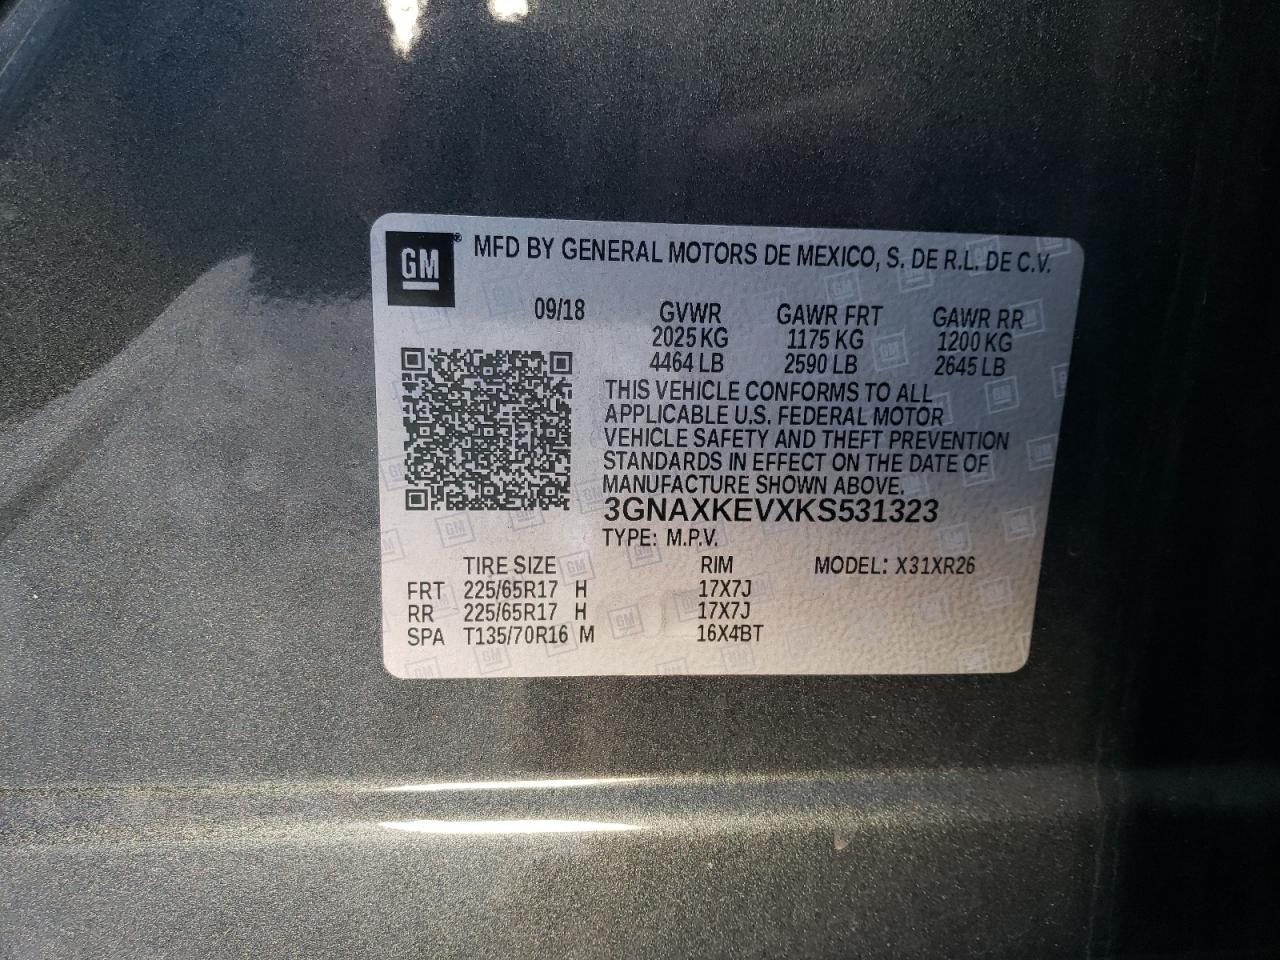 GM® MFD BY GENERAL MOTORS DE MEXICO, S. DE R.L. DE C.V.
09/18 GVWR GAWR FRT GAWR RR
2025 KG 1175 KG 1200 KG
4464 LB 2590 LB 2645 LB
THIS VEHICLE CONFORMS TO ALL
APPLICABLE U.S. FEDERAL MOTOR
VEHICLE SAFETY AND THEFT PREVENTION
STANDARDS IN EFFECT ON THE DATE OF
MANUFACTURE SHOWN ABOVE.
3GNAXKEVXKS531323
TYPE: M.P.V.
TIRE SIZE RIM MODEL: X31XR26
FRT 225/65R17 H 17X7J
RR 225/65R17 H 17X7J
SPA T135/70R16 M 16X4BT